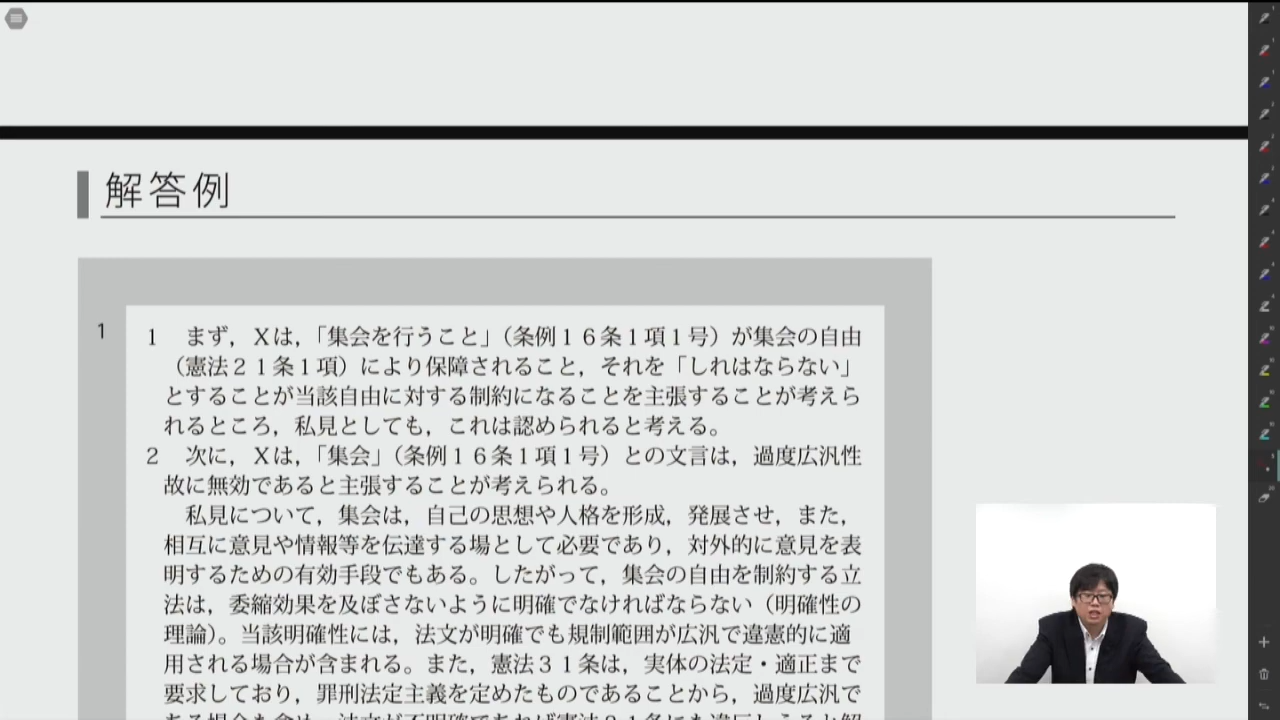 解答例
1
1 まず，Ｘは，「集会を行うこと」（条例１６条１項１号）が集会の自由
（憲法２１条１項）により保障されること，それを「しれはならない」
とすることが当該自由に対する制約になることを主張することが考えら
れるところ，私見としても，これは認められると考える。
2 次に，Ｘは，「集会」（条例１６条１項１号）との文言は，過度広汎性
故に無効であると主張することが考えられる。
私見について，集会は，自己の思想や人格を形成，発展させ，また，
相互に意見や情報等を伝達する場として必要であり，対外的に意見を表
明するための有効手段でもある。したがって，集会の自由を制約する立
法は，委縮効果を及ぼさないように明確でなければならない（明確性の
理論）。当該明確性には，法文が明確でも規制範囲が広汎で違憲的に適
用される場合が含まれる。また，憲法３１条は，実体の法定・適正まで
要求しており，罪刑法定主義を定めたものであることから，過度広汎で